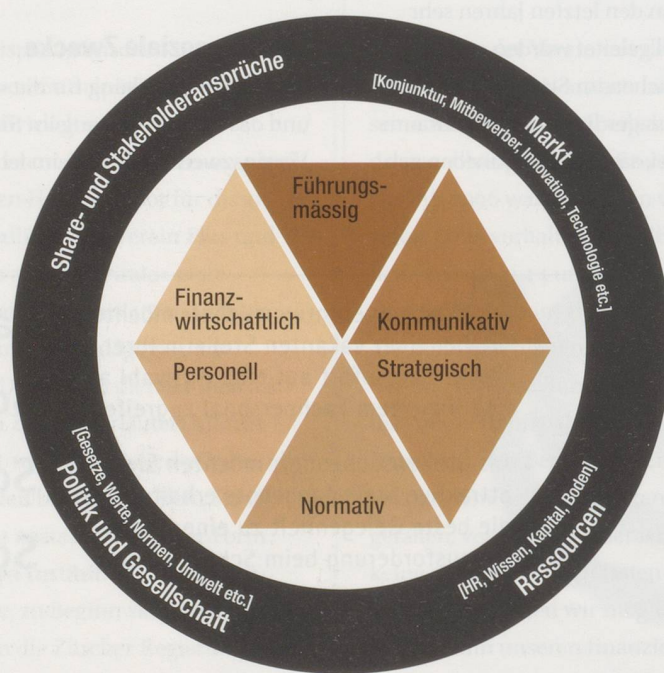 Share- und Stakeholderansprüche
Markt
[Konjunktur, Mitbewerber, Innovation, Technologie etc.]
Führungs-
mässig
Finanz-
wirtschaftlich
Kommunikativ
Personell
Strategisch
Normativ
[Gesetze, Werte, Normen, Umwelt etc.]
Politik und Gesellschaft
[HR, Wissen, Kapital, Boden]
Ressourcen